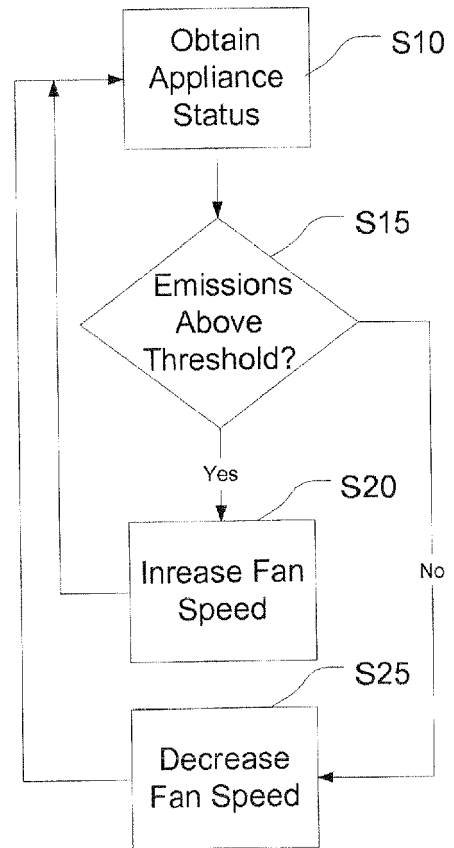 Obtain
Appliance
Status
S10
S15
Emissions
Above
Threshold?
Yes
S20
Inrease Fan
Speed
No
S25
Decrease
Fan Speed